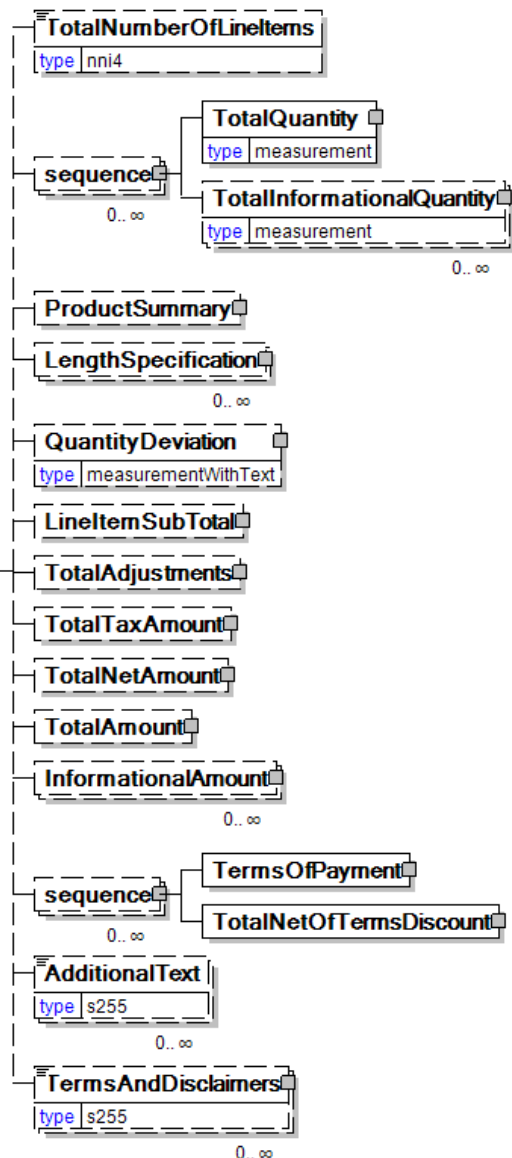 TotalNumberOfLineItems
type nni4
TotalQuantity
type measurement
sequence
0.. ∞
TotalInformationalQuantity
type measurement
0.. ∞
ProductSummary
LengthSpecification
0.. ∞
QuantityDeviation
type measurementWithText
LineItemSubTotal
TotalAdjustments
TotalTaxAmount
TotalNetAmount
TotalAmount
InformationalAmount
0.. ∞
TermsOfPayment
sequence
TotalNetOfTermsDiscount
0.. ∞
AdditionalText
type s255
0.. ∞
TermsAndDisclaimers
type s255
0.. ∞